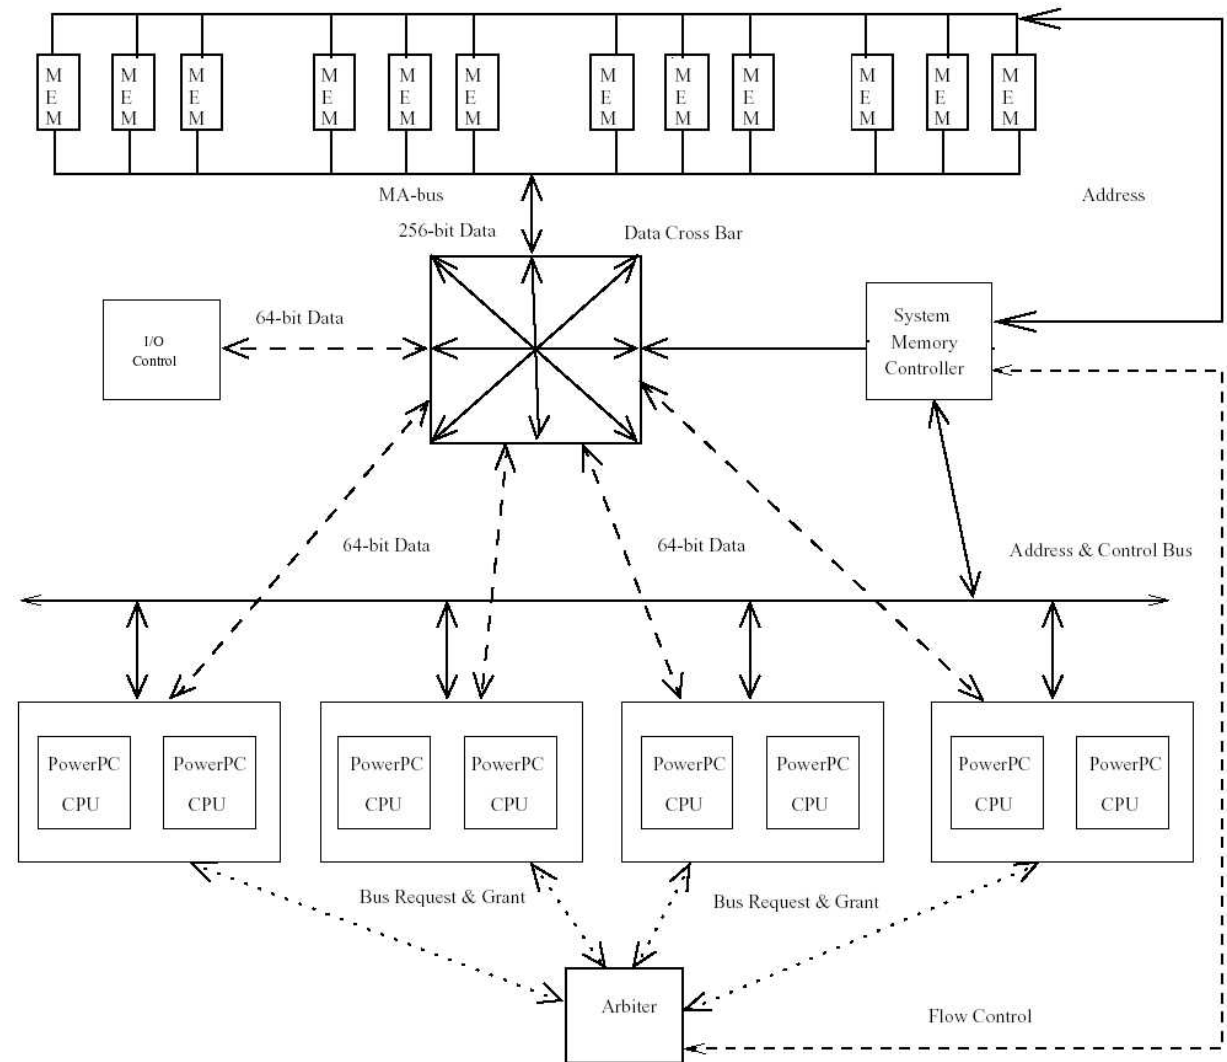 M M M M M M M M M M M M
E E E E E E E E E E E E
M M M M M M M M M M M M
MA-bus
Address
256-bit Data
Data Cross Bar
64-bit Data
I/O
Control
System
Memory
Controller
64-bit Data
64-bit Data
Address & Control Bus
PowerPC PowerPC PowerPC PowerPC PowerPC PowerPC PowerPC PowerPC
CPU CPU CPU CPU CPU CPU CPU CPU
Bus Request & Grant
Bus Request & Grant
Arbiter
Flow Control